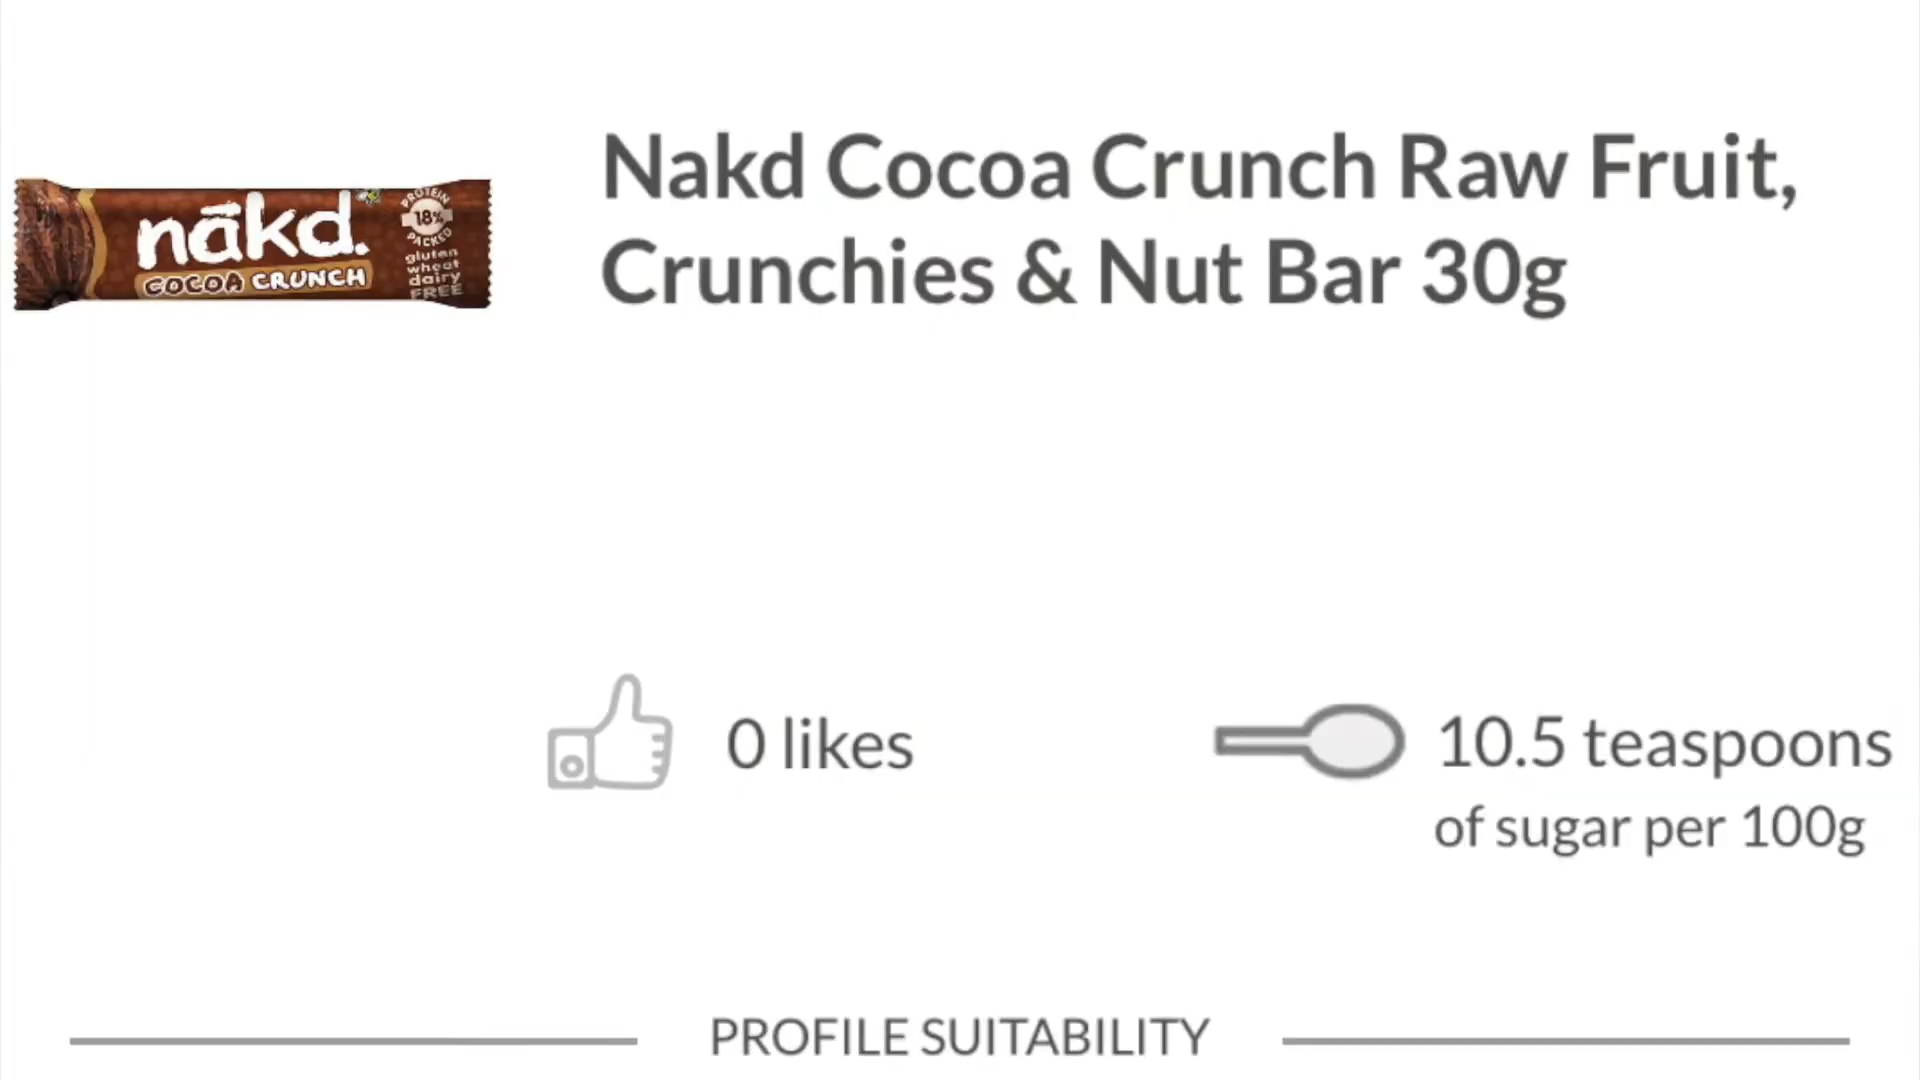 Nakd Cocoa Crunch Raw Fruit,
Crunchies & Nut Bar 30g
nākd.
COCOA CRUNCH
PROTEIN
18%
PACKED
gluten
wheat
dairy
FREE
0 likes
10.5 teaspoons
of sugar per 100g
PROFILE SUITABILITY